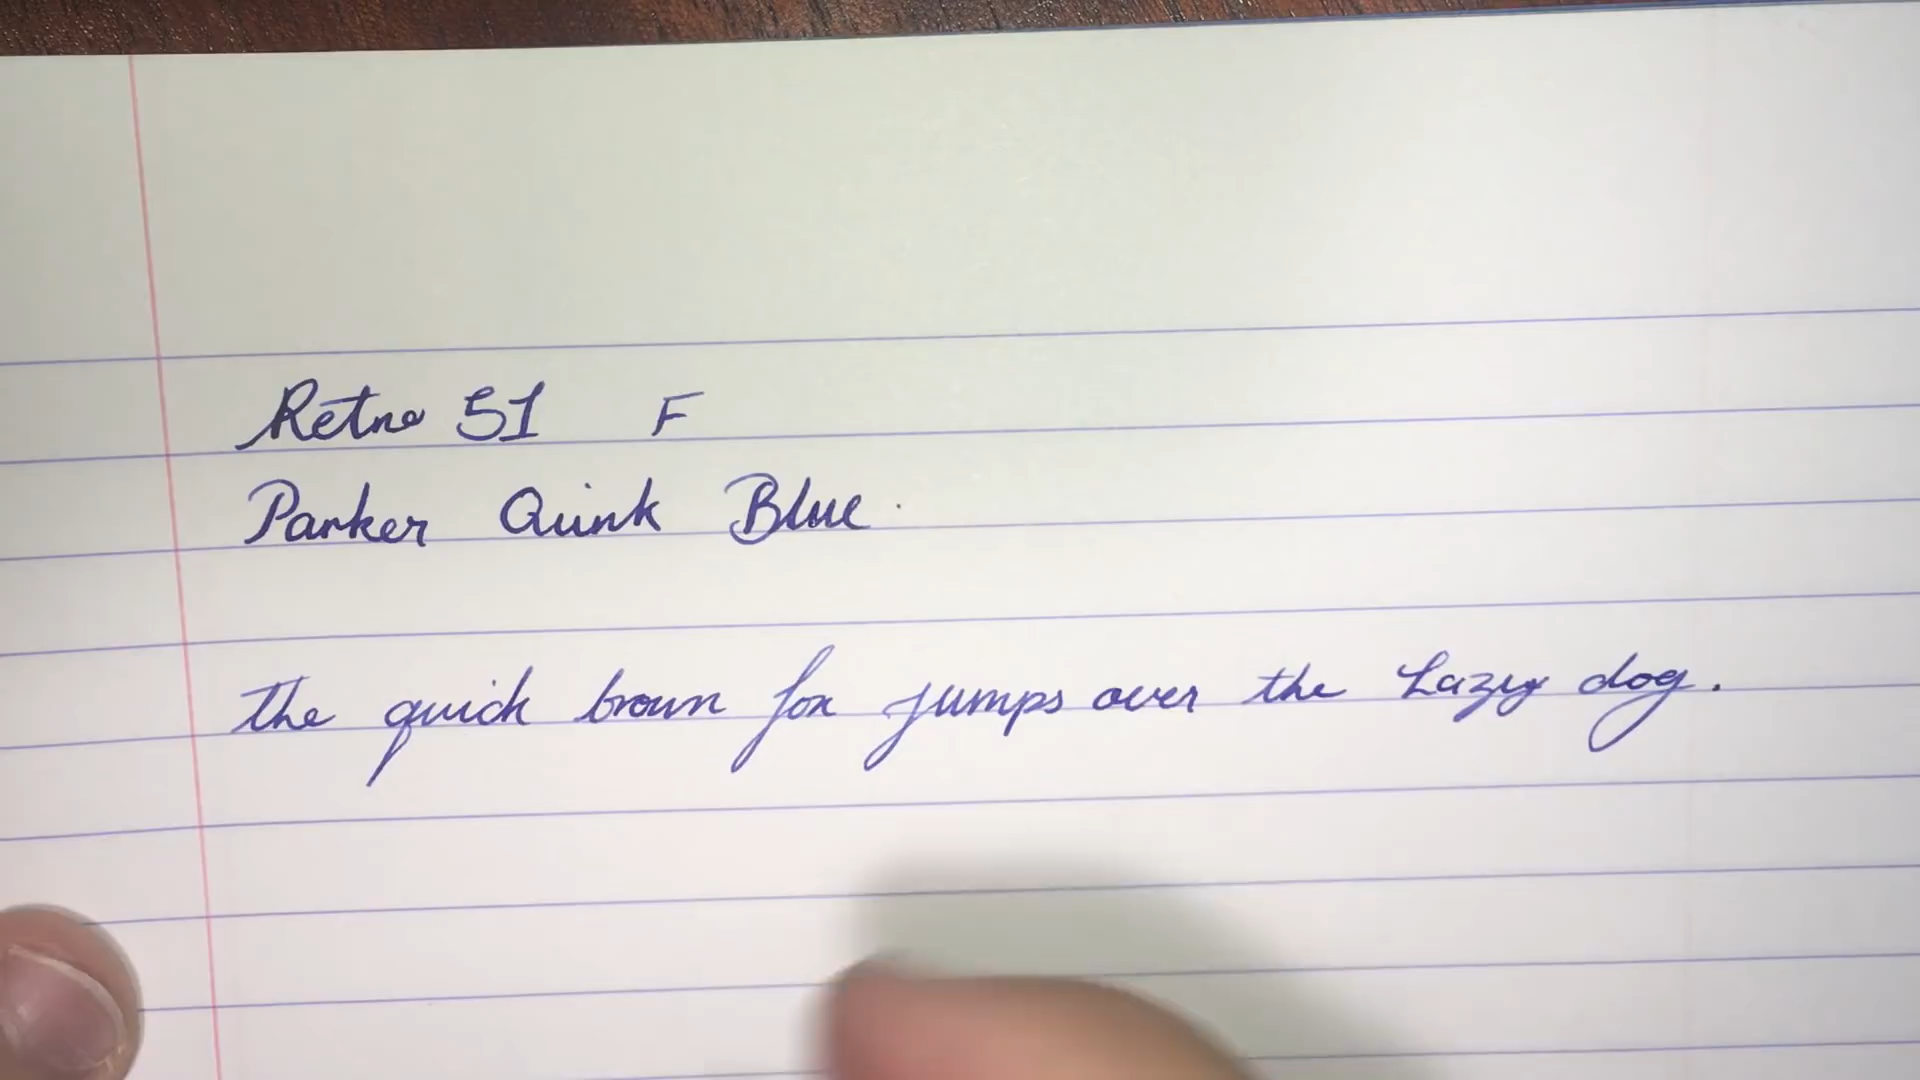 Retro 51 F
Parker Quink Blue.
the quick brown fox jumps over the Lazy dog.